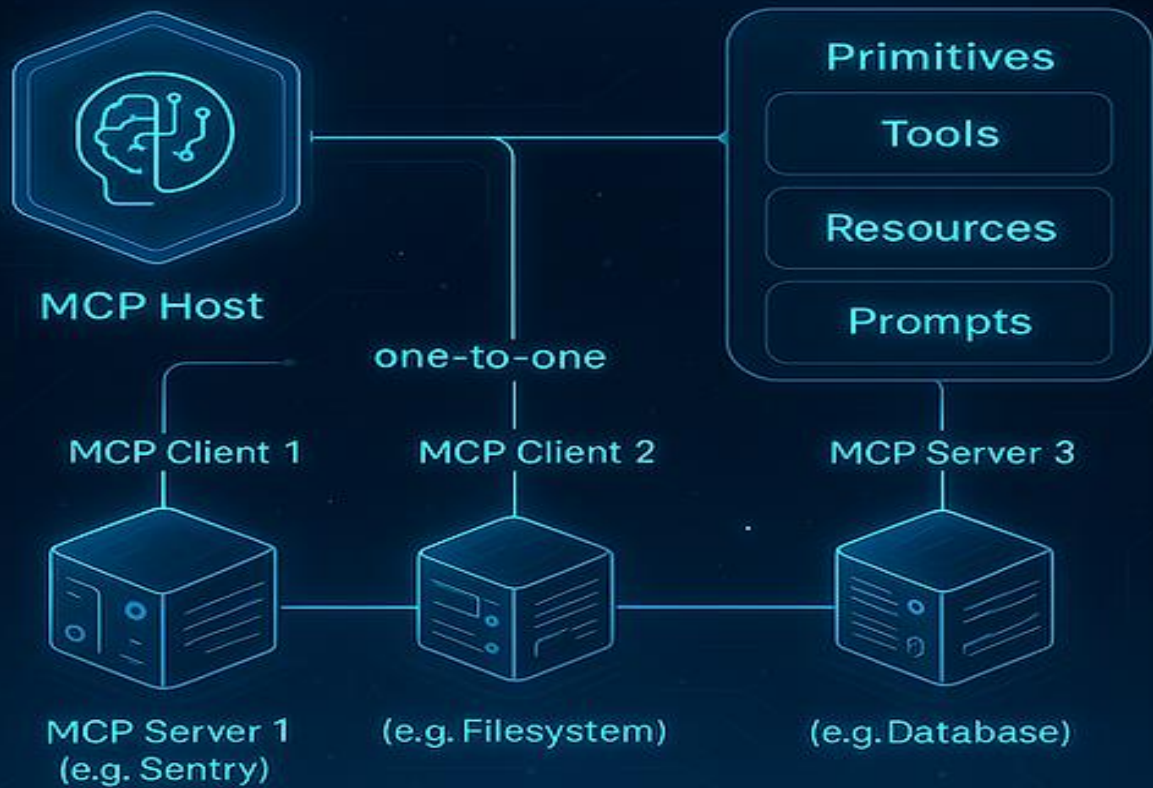 Primitives
Tools
Resources
Prompts
MCP Host
one-to-one
MCP Client 1
MCP Client 2
MCP Server 3
MCP Server 1
(e.g. Sentry)
(e.g. Filesystem)
(e.g. Database)